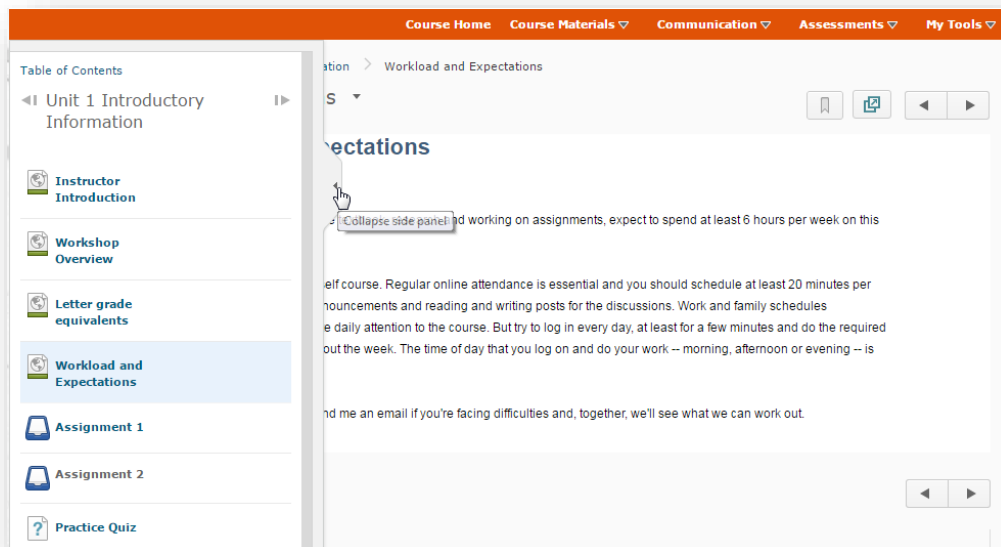 Course Home Course Materials Communication Assessments My Tools
Table of Contents
Unit 1 Introductory
Information
Instructor
Introduction
Workshop
Overview
Letter grade
equivalents
Workload and
Expectations
Assignment 1
Assignment 2
Practice Quiz
ation > Workload and Expectations
s
ectations
Collapse side panel
nd working on assignments, expect to spend at least 6 hours per week on this
elf course. Regular online attendance is essential and you should schedule at least 20 minutes per
nouncements and reading and writing posts for the discussions. Work and family schedules
e daily attention to the course. But try to log in every day, at least for a few minutes and do the required
out the week. The time of day that you log on and do your work -- morning, afternoon or evening -- is
nd me an email if you're facing difficulties and, together, we'll see what we can work out.